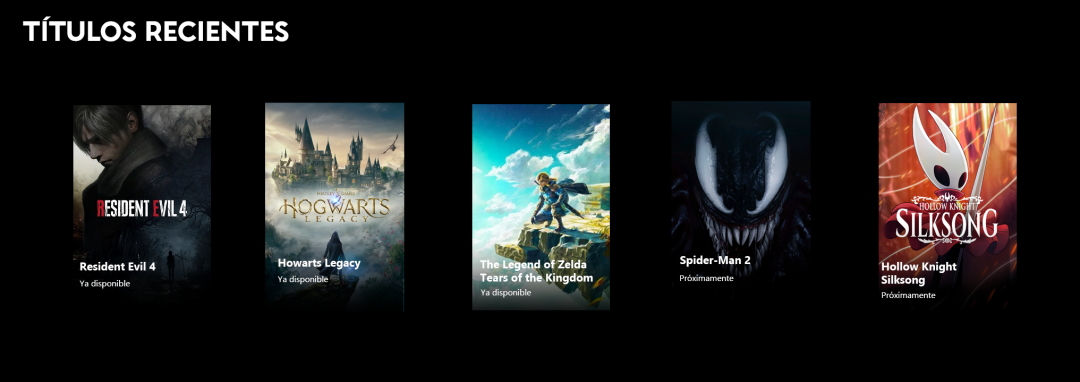 TÍTULOS RECIENTES
RESIDENT EVIL 4
Resident Evil 4
Ya disponible
HOGWARTS
LEGACY
Howarts Legacy
Ya disponible
The Legend of Zelda
Tears of the Kingdom
Ya disponible
Spider-Man 2
Próximamente
HOLLOW KNIGHT
SILKSONG
Hollow Knight
Silksong
Próximamente